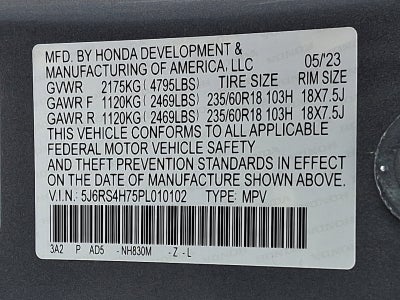 MFD. BY HONDA DEVELOPMENT &
MANUFACTURING OF AMERICA, LLC 05/'23
GVWR 2175KG (4795LBS) TIRE SIZE RIM SIZE
GAWR F 1120KG (2469LBS) 235/60R18 103H 18X7.5J
GAWR R 1120KG (2469LBS) 235/60R18 103H 18X7.5J
THIS VEHICLE CONFORMS TO ALL APPLICABLE
FEDERAL MOTOR VEHICLE SAFETY
AND THEFT PREVENTION STANDARDS IN EFFECT ON
THE DATE OF MANUFACTURE SHOWN ABOVE.
V.I.N.: 5J6RS4H75PL010102 TYPE: MPV
3A2 P AD5 - NH830M - Z - L